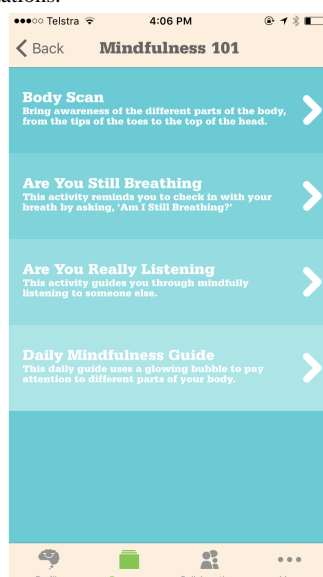 Telstra 4:06 PM
Back Mindfulness 101
Body Scan
Bring awareness of the different parts of the body,
from the tips of the toes to the top of the head.
Are You Still Breathing
This activity reminds you to check in with your
breath by asking, 'Am I Still Breathing?'
Are You Really Listening
This activity guides you through mindfully
listening to someone else.
Daily Mindfulness Guide
This daily guide uses a glowing bubble to pay
attention to different parts of your body.